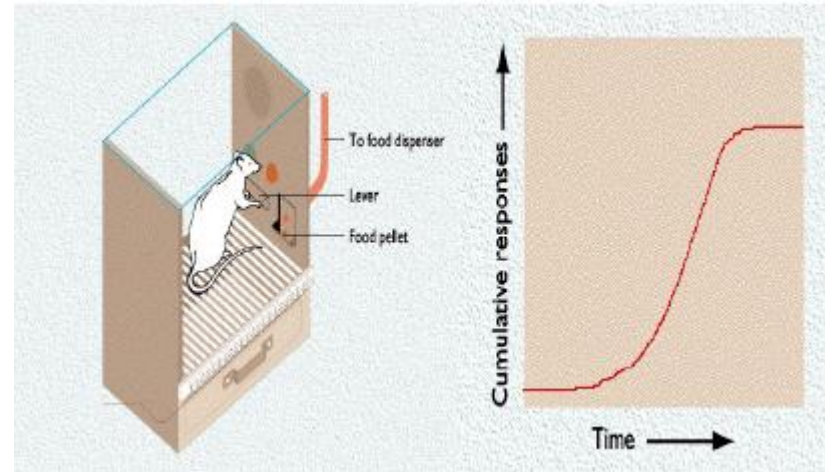 To food dispenser
Lever
Food pellet
Cumulative responses
Time